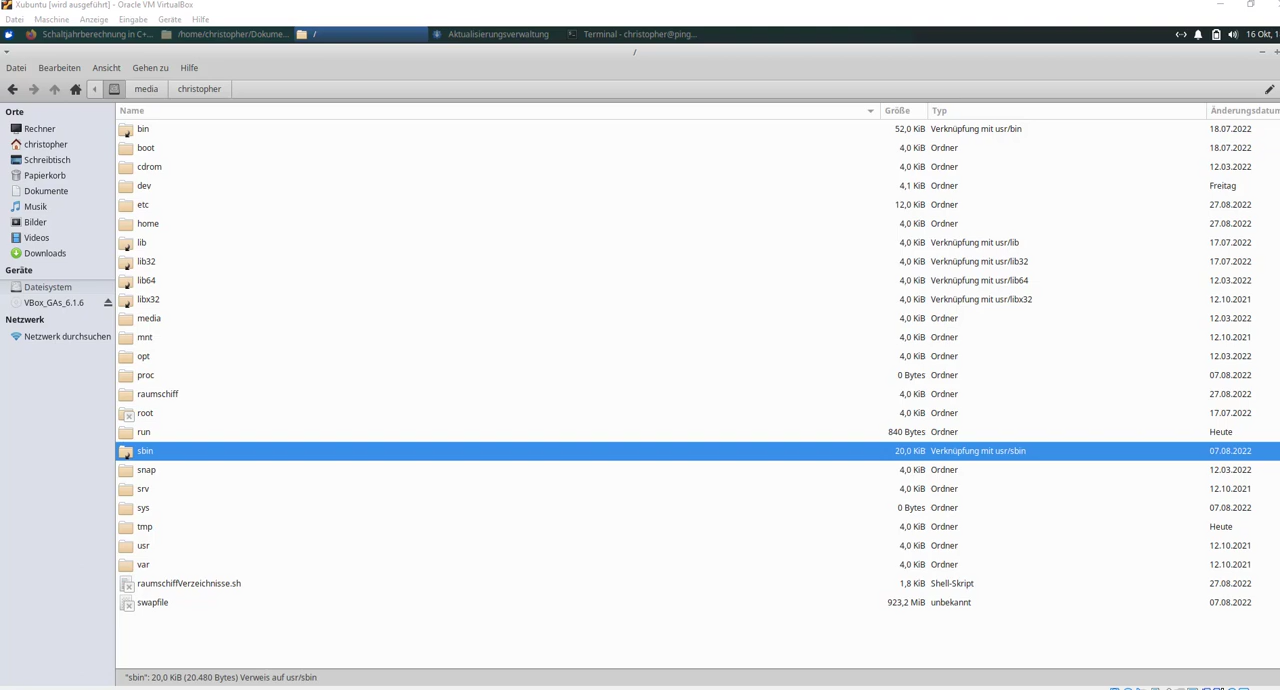 Xubuntu [wird ausgeführt] - Oracle VM VirtualBox
Datei Maschine Anzeige Eingabe Geräte Hilfe
Schaltjahrberechnung in C+... /home/christopher/Dokume... / Aktualisierungsverwaltung Terminal - christopher@ping... 16 Okt, 1
/
Datei Bearbeiten Ansicht Gehen zu Hilfe
media christopher
Orte
Rechner
christopher
Schreibtisch
Papierkorb
Dokumente
Musik
Bilder
Videos
Downloads
Geräte
Dateisystem
VBox_GAs_6.1.6
Netzwerk
Netzwerk durchsuchen
Name Größe Typ Änderungsdatum
bin 52,0 KiB Verknüpfung mit usr/bin 18.07.2022
boot 4,0 KiB Ordner 18.07.2022
cdrom 4,0 KiB Ordner 12.03.2022
dev 4,1 KiB Ordner Freitag
etc 12,0 KiB Ordner 27.08.2022
home 4,0 KiB Ordner 27.08.2022
lib 4,0 KiB Verknüpfung mit usr/lib 17.07.2022
lib32 4,0 KiB Verknüpfung mit usr/lib32 17.07.2022
lib64 4,0 KiB Verknüpfung mit usr/lib64 12.03.2022
libx32 4,0 KiB Verknüpfung mit usr/libx32 12.10.2021
media 4,0 KiB Ordner 12.03.2022
mnt 4,0 KiB Ordner 12.10.2021
opt 4,0 KiB Ordner 12.03.2022
proc 0 Bytes Ordner 07.08.2022
raumschiff 4,0 KiB Ordner 27.08.2022
root 4,0 KiB Ordner 17.07.2022
run 840 Bytes Ordner Heute
sbin 20,0 KiB Verknüpfung mit usr/sbin 07.08.2022
snap 4,0 KiB Ordner 12.03.2022
srv 4,0 KiB Ordner 12.10.2021
sys 0 Bytes Ordner 07.08.2022
tmp 4,0 KiB Ordner Heute
usr 4,0 KiB Ordner 12.10.2021
var 4,0 KiB Ordner 12.10.2021
raumschiffVerzeichnisse.sh 1,8 KiB Shell-Skript 27.08.2022
swapfile 923,2 MiB unbekannt 07.08.2022
"sbin": 20,0 KiB (20.480 Bytes) Verweis auf usr/sbin